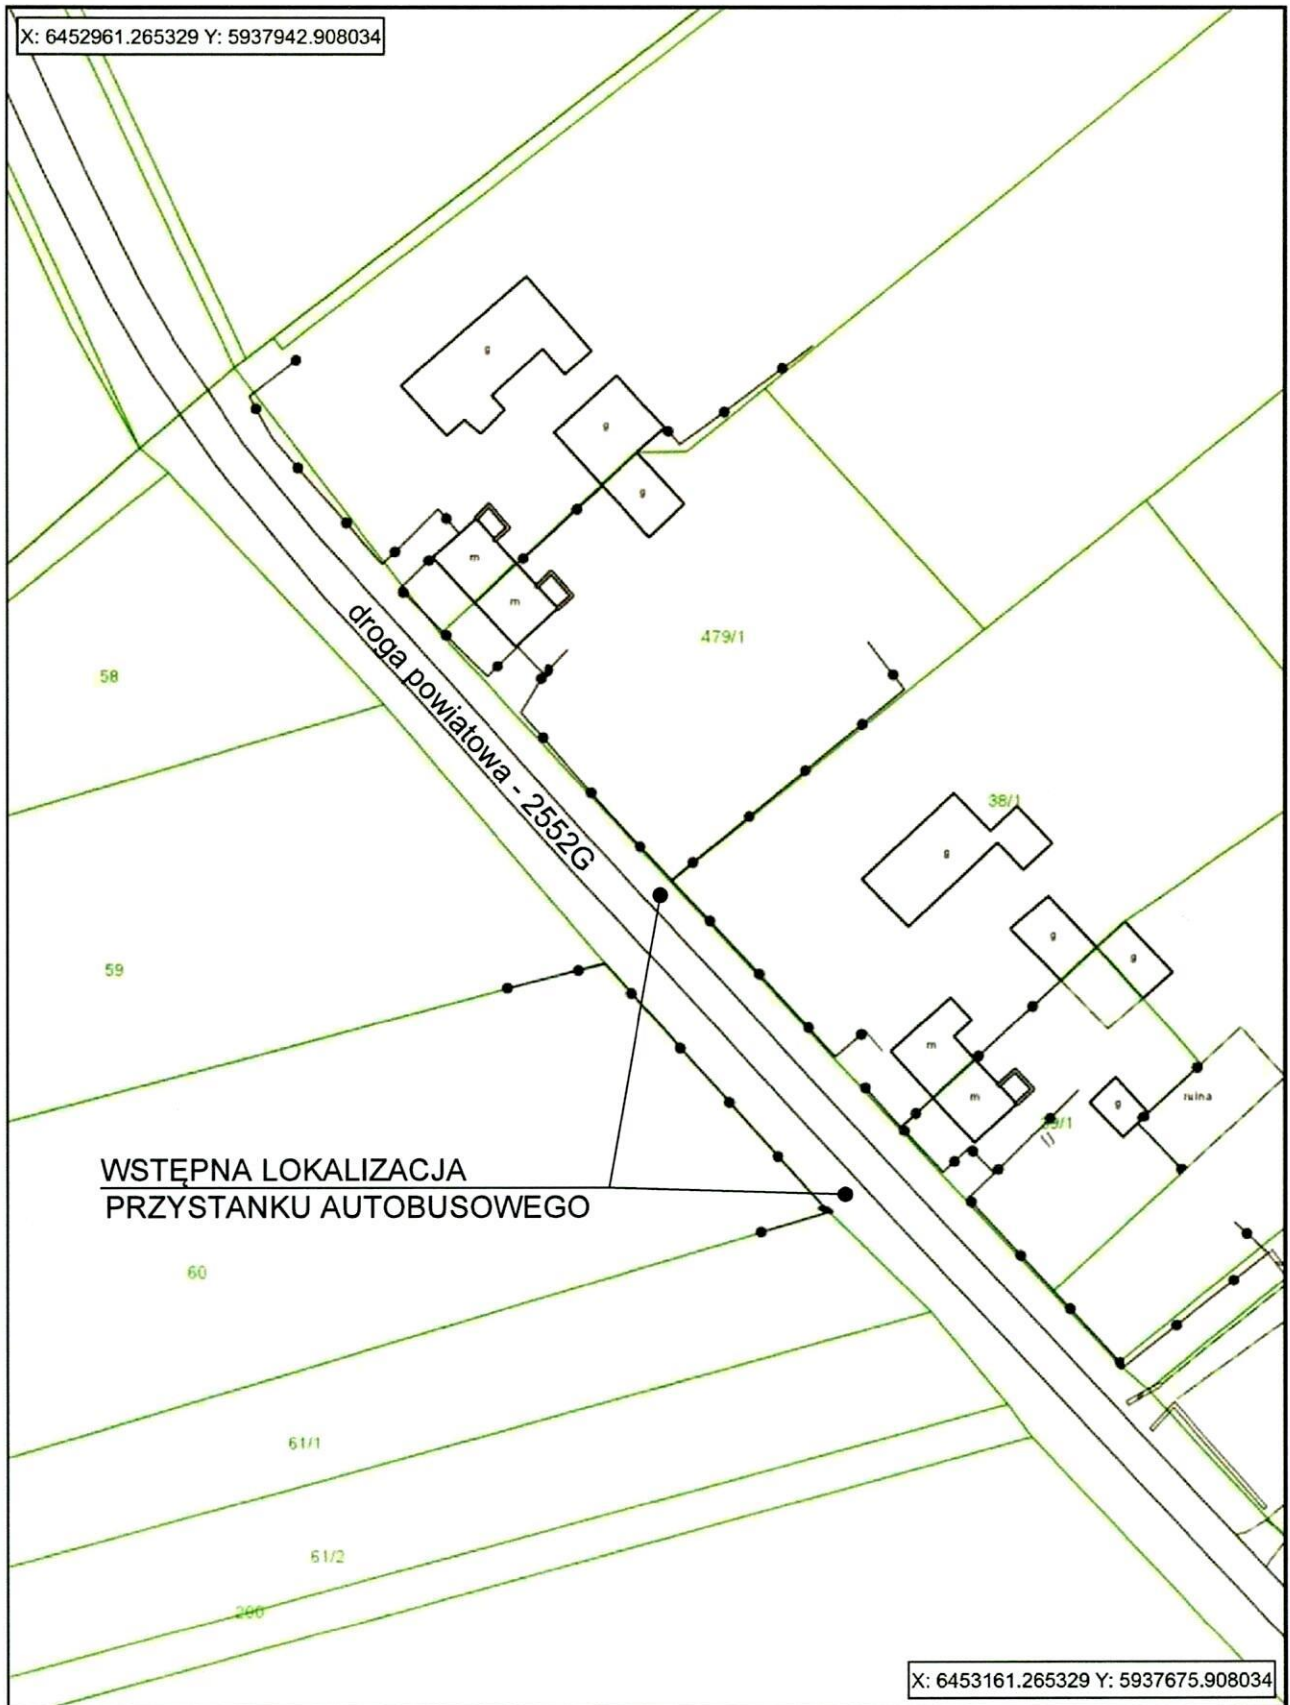 X: 6452961.265329 Y: 5937942.908034
g
g
g
m
m
droga powiatowa - 2552G
479/1
58
38/1
g
g
g
59
m
m
g
ruina
WSTĘPNA LOKALIZACJA
PRZYSTANKU AUTOBUSOWEGO
60
61/1
61/2
X: 6453161.265329 Y: 5937675.908034